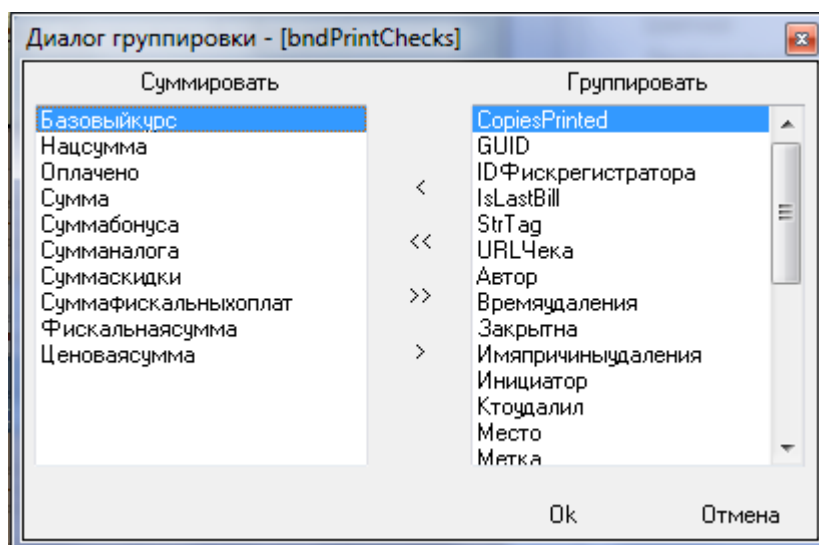 Диалог группировки - [bndPrintChecks]
Суммировать
Базовыйкурс
Нацсумма
Оплачено
Сумма
Суммабонуса
Сумманалога
Суммаскидки
Суммафискальныхоплат
Фискальнаясумма
Ценоваясумма
<
<<
>>
>
Группировать
CopiesPrinted
GUID
IDФискрегистратора
IsLastBill
StrTag
URLЧека
Автор
Времяудаления
Закрытна
Имяпричиныудаления
Инициатор
Ктоудалил
Место
Метка
Ok
Отмена